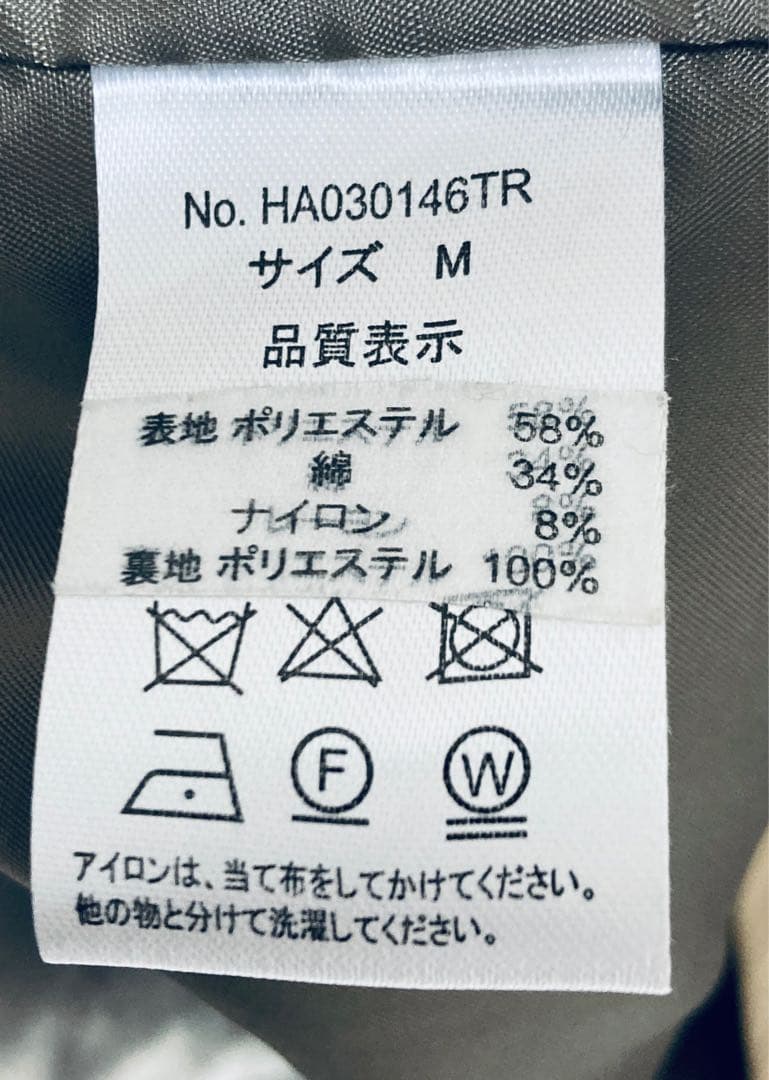 No. HA030146TR
サイズ M
品質表示
表地 ポリエステル 58%
綿 34%
ナイロン 8%
裏地 ポリエステル 100%
F W
アイロンは、当て布をしてかけてください。
他の物と分けて洗濯してください。